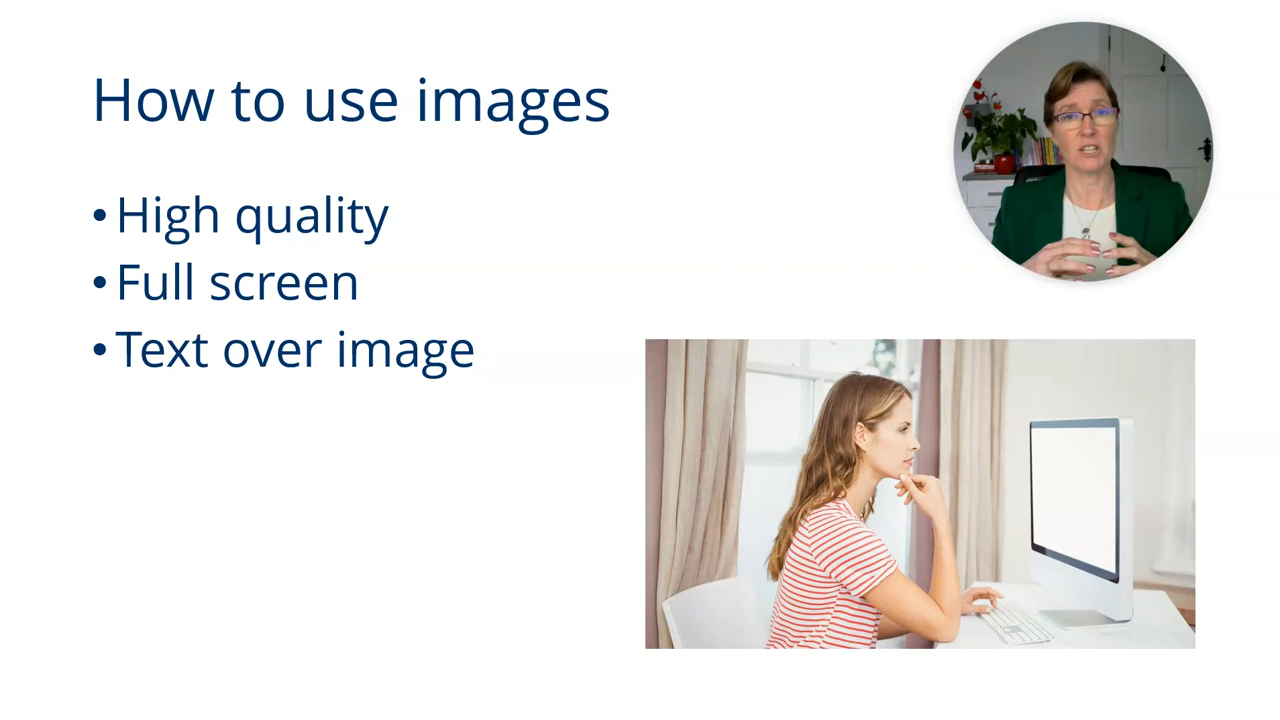 How to use images
• High quality
• Full screen
• Text over image